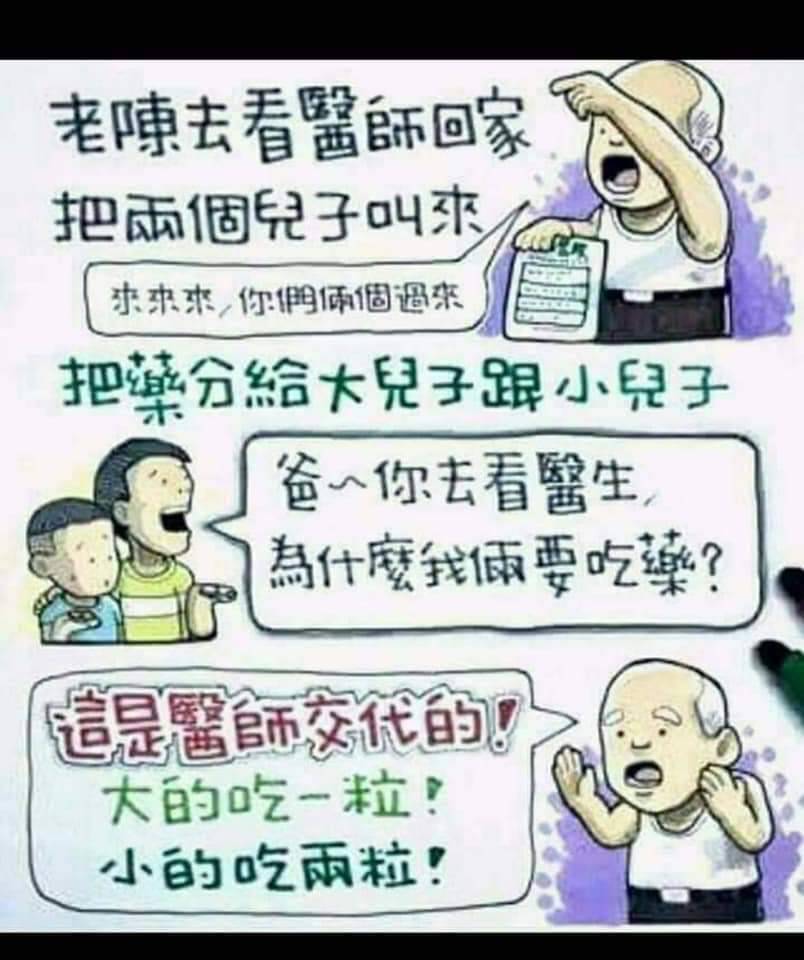 老陳去看醫師回家
把兩個兒子叫來
來來來，你們倆個過來
把藥分給大兒子跟小兒子
爸～你去看醫生，
為什麼我倆要吃藥？
這是醫師交代的！
大的吃一粒！
小的吃兩粒！